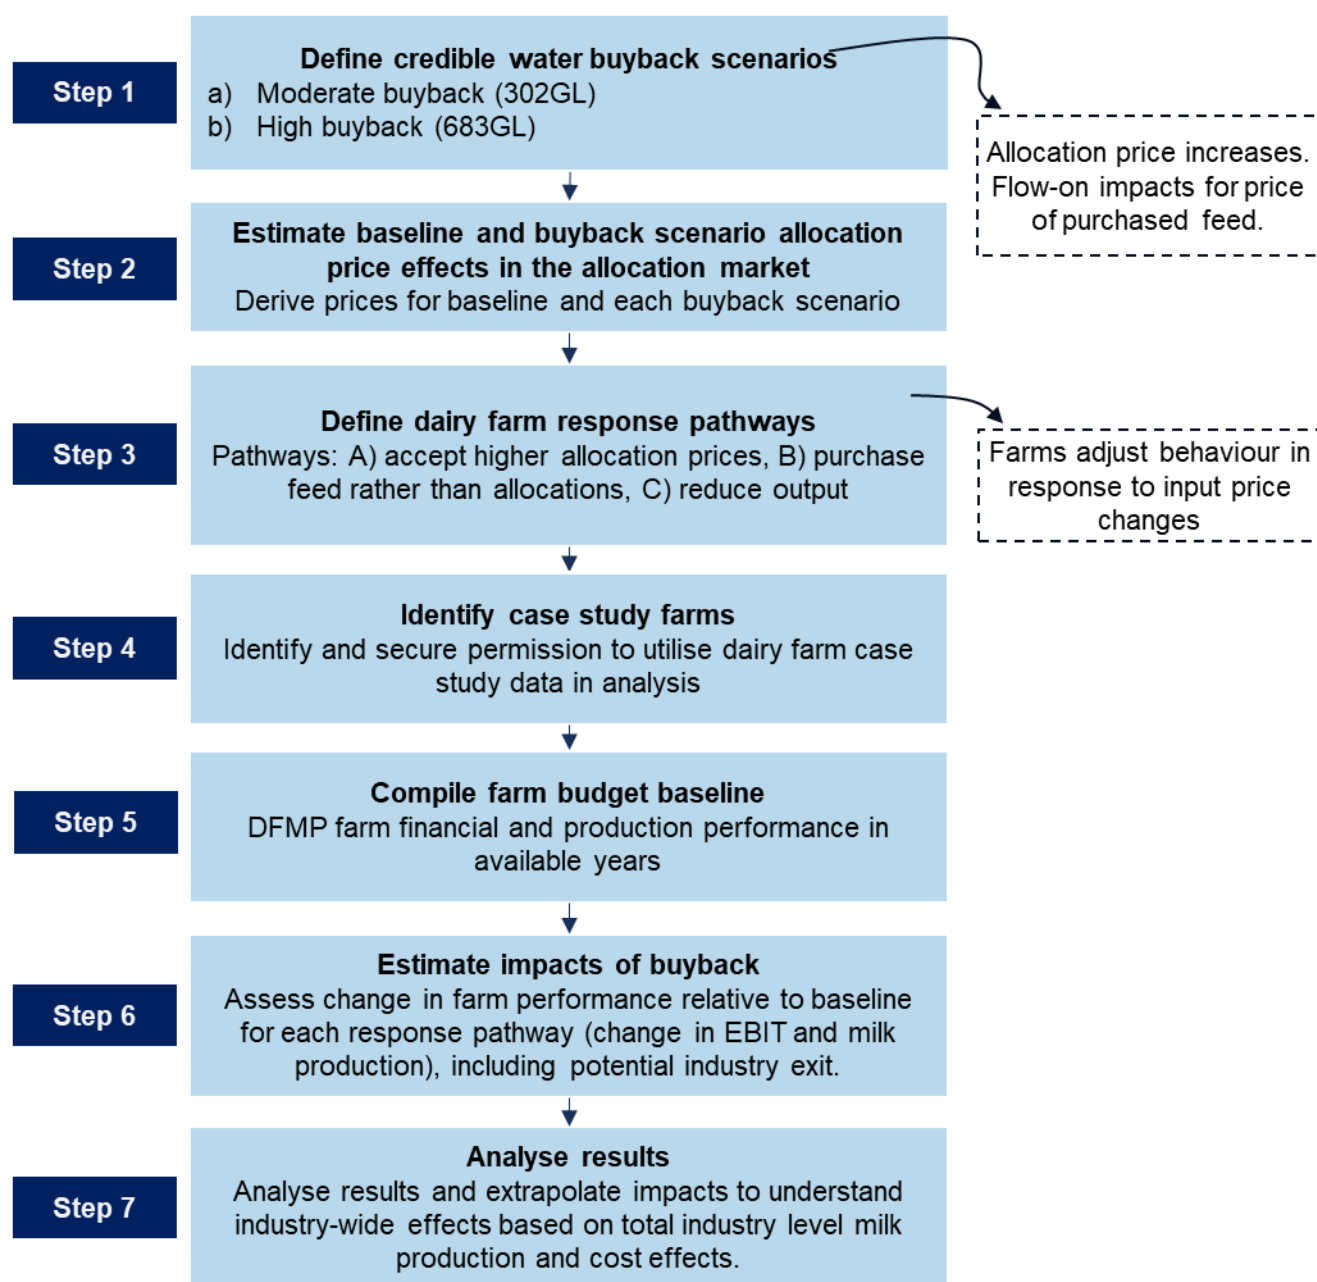 Step 1
Define credible water buyback scenarios
a) Moderate buyback (302GL)
b) High buyback (683GL)
Allocation price increases.
Flow-on impacts for price
of purchased feed.
Step 2
Estimate baseline and buyback scenario allocation
price effects in the allocation market
Derive prices for baseline and each buyback scenario
Step 3
Define dairy farm response pathways
Pathways: A) accept higher allocation prices, B) purchase
feed rather than allocations, C) reduce output
Farms adjust behaviour in
response to input price
changes
Step 4
Identify case study farms
Identify and secure permission to utilise dairy farm case
study data in analysis
Step 5
Compile farm budget baseline
DFMP farm financial and production performance in
available years
Step 6
Estimate impacts of buyback
Assess change in farm performance relative to baseline
for each response pathway (change in EBIT and milk
production), including potential industry exit.
Step 7
Analyse results
Analyse results and extrapolate impacts to understand
industry-wide effects based on total industry level milk
production and cost effects.